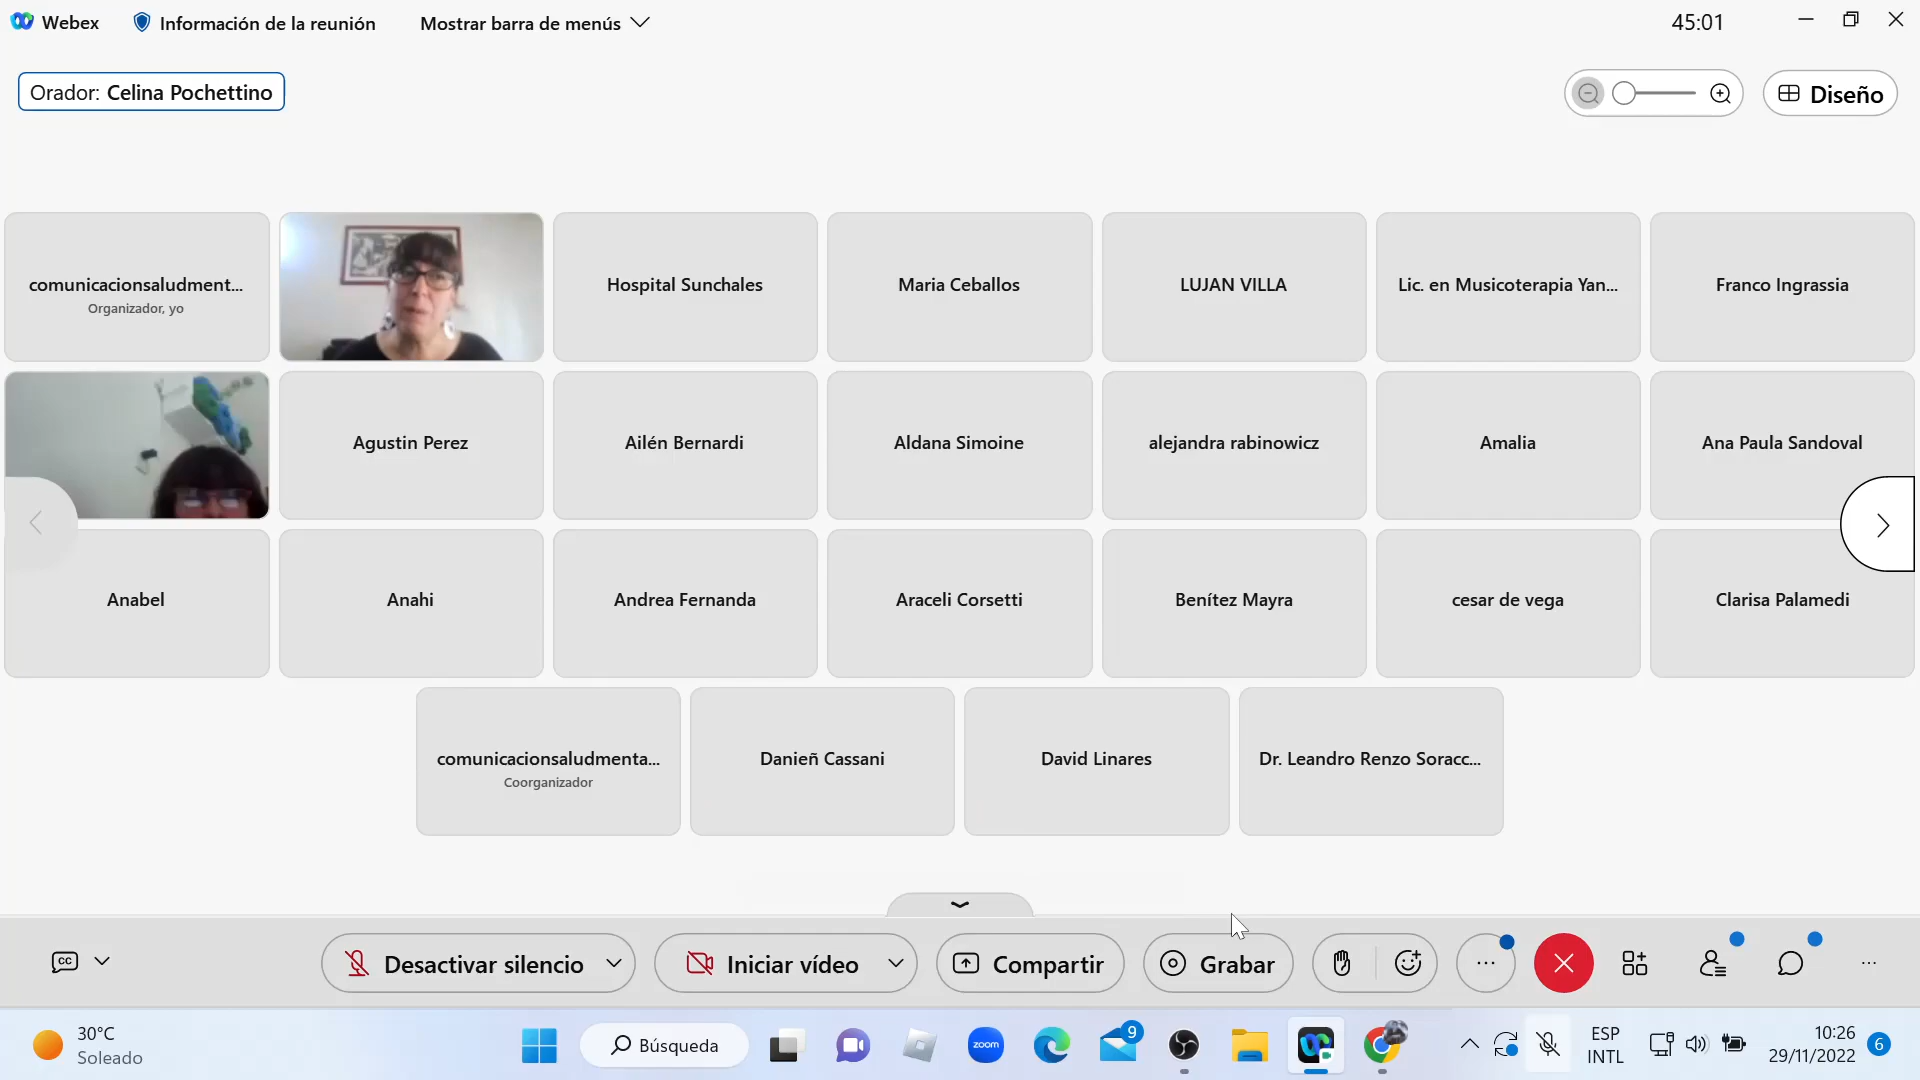 Webex
Información de la reunión
Mostrar barra de menús
45:01
Orador: Celina Pochettino
Diseño
comunicacionsaludment...
Organizador, yo
Hospital Sunchales
Maria Ceballos
LUJAN VILLA
Lic. en Musicoterapia Yan...
Franco Ingrassia
Agustin Perez
Ailén Bernardi
Aldana Simoine
alejandra rabinowicz
Amalia
Ana Paula Sandoval
Anabel
Anahi
Andrea Fernanda
Araceli Corsetti
Benítez Mayra
cesar de vega
Clarisa Palamedi
comunicacionsaludmenta...
Coorganizador
Danieñ Cassani
David Linares
Dr. Leandro Renzo Soracc...
CC
Desactivar silencio
Iniciar vídeo
Compartir
Grabar
30°C
Soleado
Búsqueda
zoom
9
ESP
INTL
10:26
29/11/2022
6